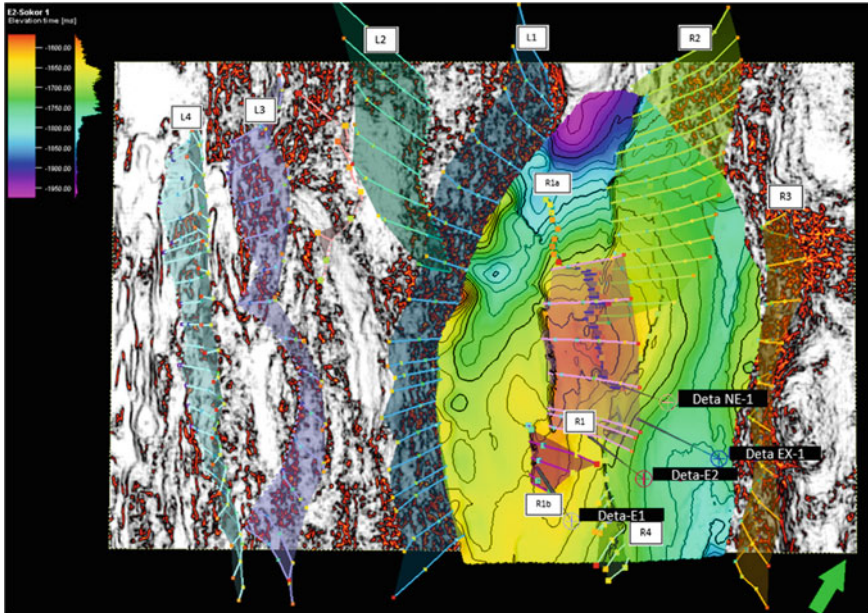 E2-Sokor 1
Elevation time [ms]
-1600.00
-1650.00
-1700.00
-1750.00
-1800.00
-1850.00
-1900.00
-1950.00
L4
L3
L2
L1
R2
R3
R1a
R1
R1b
R4
Deta NE-1
Deta EX-1
Deta-E2
Deta-E1